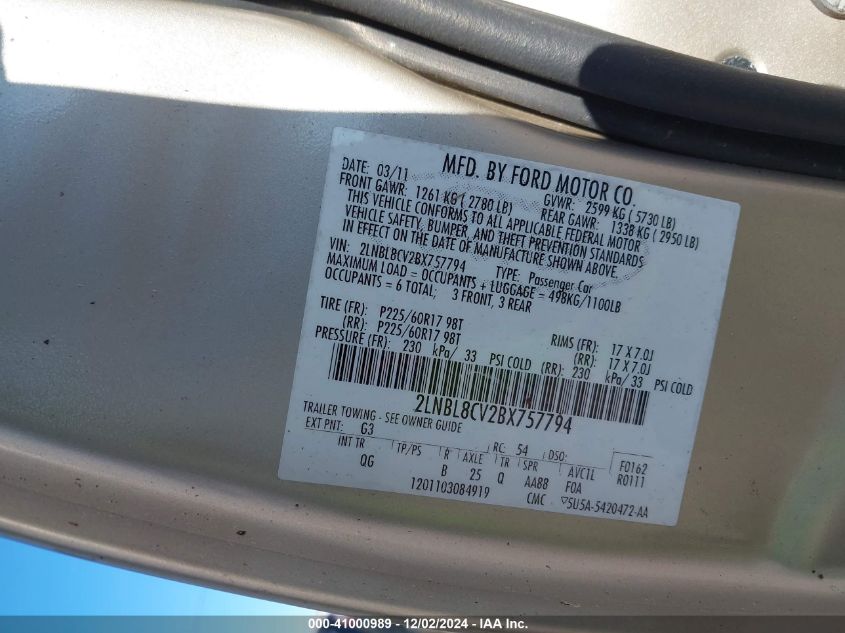 MFD. BY FORD MOTOR CO.
DATE: 03/11 GVWR: 2599 KG ( 5730 LB)
FRONT GAWR: 1261 KG ( 2780 LB) REAR GAWR: 1338 KG ( 2950 LB)
THIS VEHICLE CONFORMS TO ALL APPLICABLE FEDERAL MOTOR
VEHICLE SAFETY, BUMPER, AND THEFT PREVENTION STANDARDS
IN EFFECT ON THE DATE OF MANUFACTURE SHOWN ABOVE.
VIN: 2LNBL8CV2BX757794 TYPE: Passenger Car
MAXIMUM LOAD = OCCUPANTS + LUGGAGE = 498KG/1100LB
OCCUPANTS = 6 TOTAL; 3 FRONT, 3 REAR
TIRE (FR): P225/60R17 98T RIMS (FR): 17 X 7.0J
(RR): P225/60R17 98T (RR): 17 X 7.0J
PRESSURE (FR): 230 kPa/ 33 PSI COLD (RR): 230 kPa/ 33 PSI COLD
2LNBL8CV2BX757794
TRAILER TOWING - SEE OWNER GUIDE
EXT PNT: G3 RC: 54 DSO: F0162
INT TR TP/PS R AXLE TR SPR AVCIL R0111
QG B 25 Q AA88 FOA
1201103084919 CMC ▽5U5A-5420472-AA
000-41000989 - 12/02/2024 - IAA Inc.